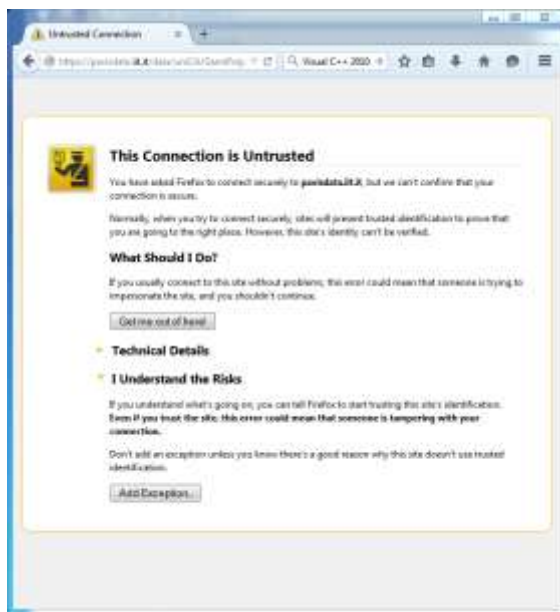 Untrusted Connection
Visual C++ 2010
This Connection is Untrusted
You have asked Firefox to connect securely to pavisdata.iit.it, but we can't confirm that your
connection is secure.
Normally, when you try to connect securely, sites will present trusted identification to prove that
you are going to the right place. However, this site's identity can't be verified.
What Should I Do?
If you usually connect to this site without problems, this error could mean that someone is trying to
impersonate the site, and you shouldn't continue.
Get me out of here!
Technical Details
I Understand the Risks
If you understand what's going on, you can tell Firefox to start trusting this site's identification.
Even if you trust the site, this error could mean that someone is tampering with your
connection.
Don't add an exception unless you know there's a good reason why this site doesn't use trusted
identification.
Add Exception...